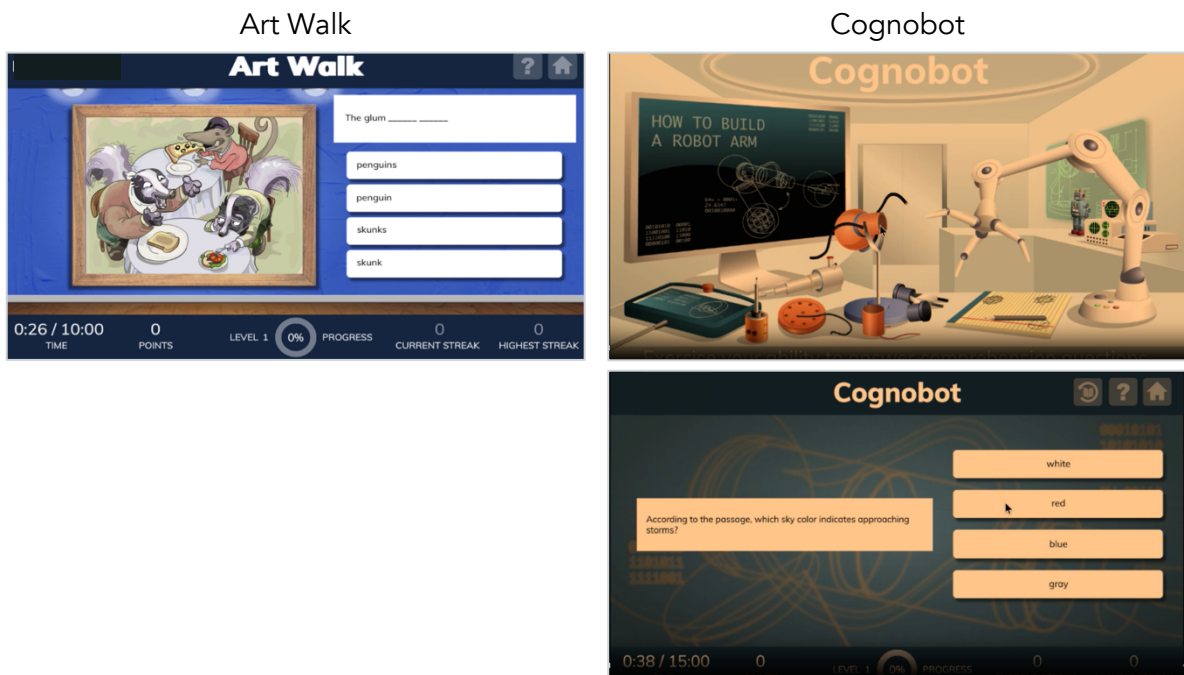 Art Walk
Art Walk
?
The glum ______ ______
penguins
penguin
skunks
skunk
0:26 / 10:00
TIME
0
POINTS
LEVEL 1
0%
PROGRESS
0
CURRENT STREAK
0
HIGHEST STREAK
Cognobot
Cognobot
HOW TO BUILD
A ROBOT ARM
Cognobot
?
According to the passage, which sky color indicates approaching
storms?
white
red
blue
gray
0:38 / 15:00
0
LEVEL 1
0%
PROGRESS
0
0